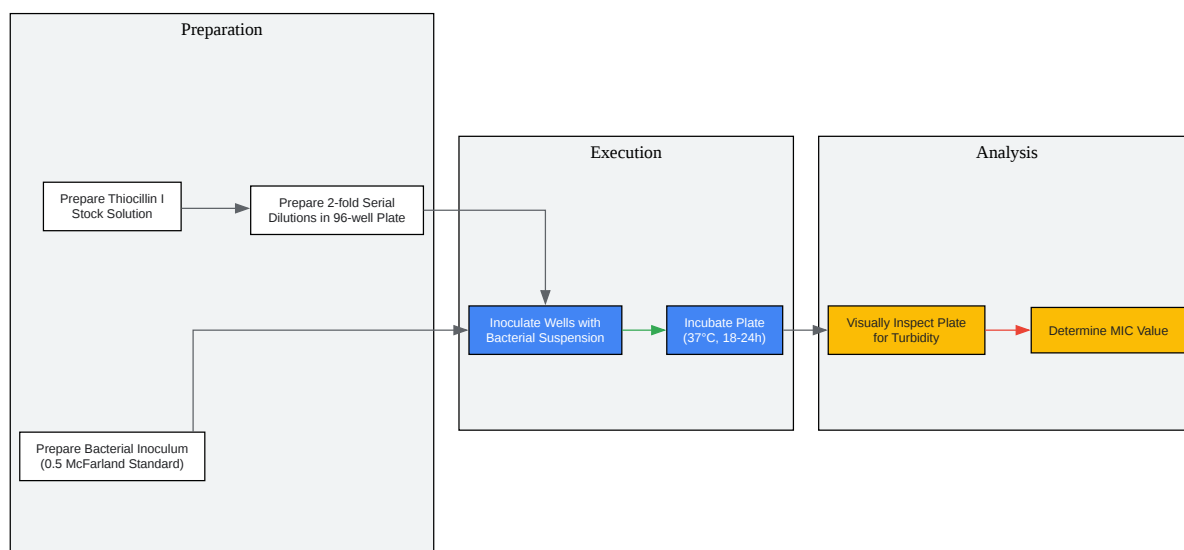 Preparation
Prepare Thiocillin I
Stock Solution
Prepare 2-fold Serial
Dilutions in 96-well Plate
Prepare Bacterial Inoculum
(0.5 McFarland Standard)
Execution
Inoculate Wells with
Bacterial Suspension
Incubate Plate
(37°C, 18-24h)
Analysis
Visually Inspect Plate
for Turbidity
Determine MIC Value